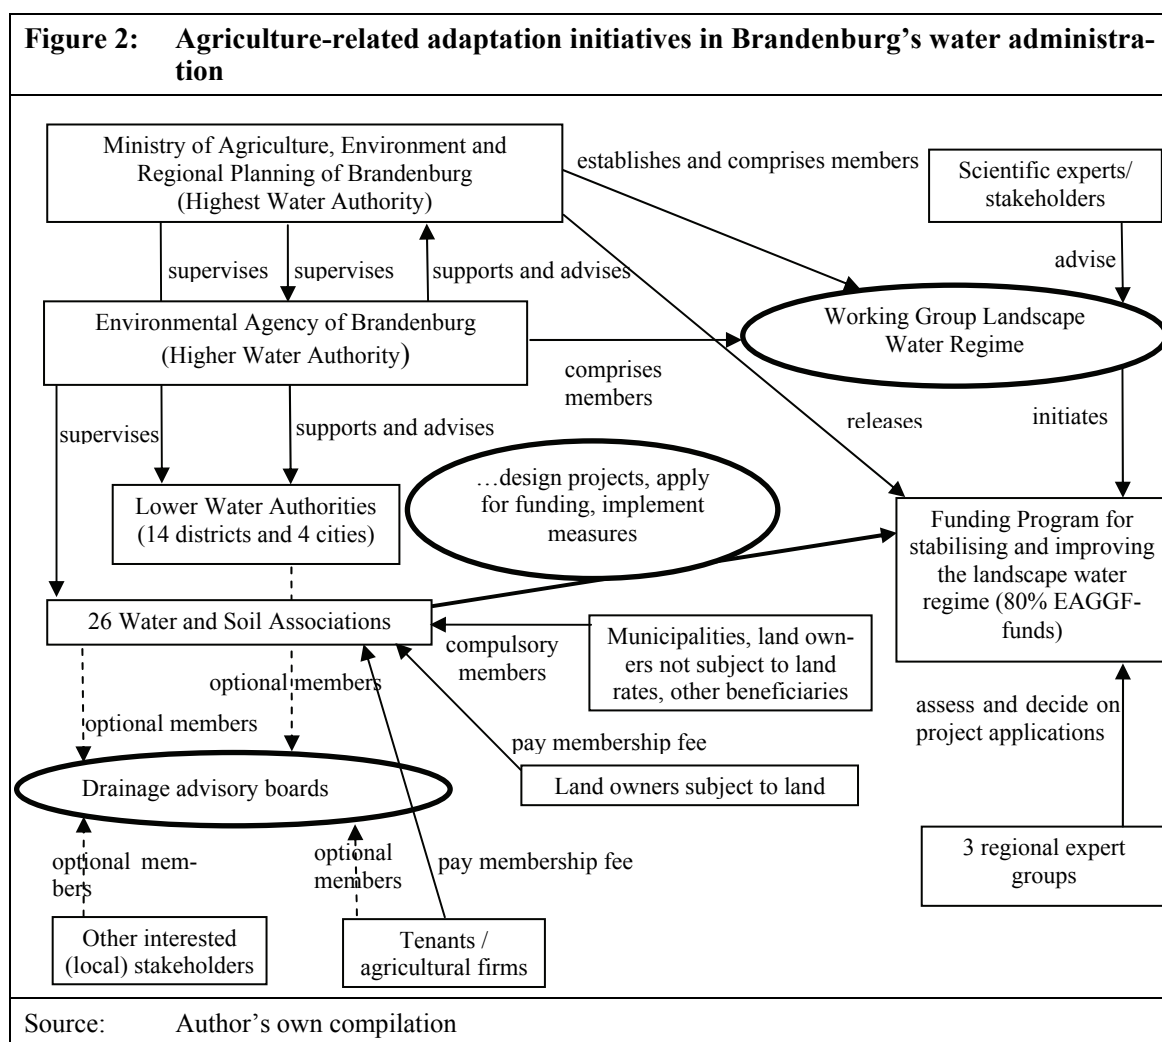 Figure 2: Agriculture-related adaptation initiatives in Brandenburg's water administra-
tion
Ministry of Agriculture, Environment and
Regional Planning of Brandenburg
(Highest Water Authority)
establishes and comprises members
Scientific experts/
stakeholders
supervises
supervises
supports and advises
advise
Environmental Agency of Brandenburg
(Higher Water Authority)
Working Group Landscape
Water Regime
comprises
members
supervises
supports and advises
releases
initiates
…design projects, apply
for funding, implement
measures
Lower Water Authorities
(14 districts and 4 cities)
Funding Program for
stabilising and improving
the landscape water
regime (80% EAGGF-
funds)
26 Water and Soil Associations
compulsory
members
Municipalities, land own-
ers not subject to land
rates, other beneficiaries
optional members
optional members
assess and decide on
project applications
pay membership fee
Land owners subject to land
Drainage advisory boards
optional mem-
bers
optional
members
pay membership fee
3 regional expert
groups
Other interested
(local) stakeholders
Tenants /
agricultural firms
Source: Author's own compilation